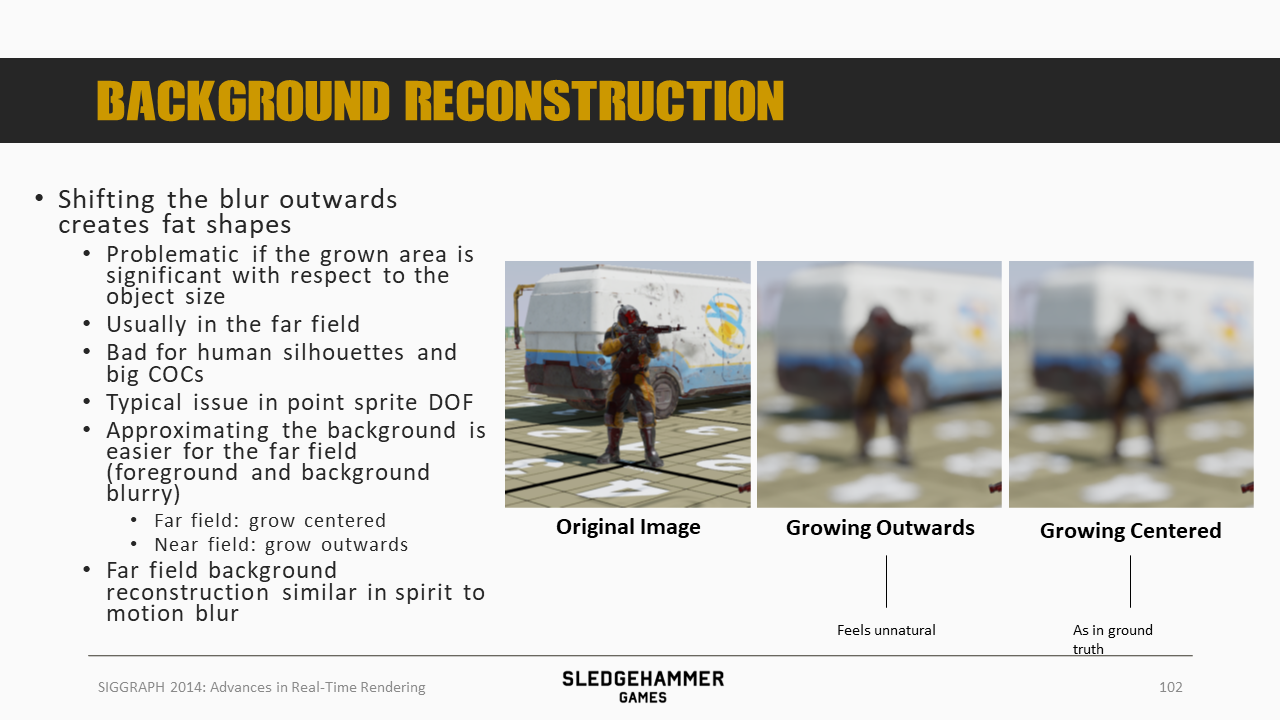 BACKGROUND RECONSTRUCTION
• Shifting the blur outwards
creates fat shapes
• Problematic if the grown area is
significant with respect to the
object size
• Usually in the far field
• Bad for human silhouettes and
big COCs
• Typical issue in point sprite DOF
• Approximating the background is
easier for the far field
(foreground and background
blurry)
• Far field: grow centered
• Near field: grow outwards
• Far field background
reconstruction similar in spirit to
motion blur
Original Image
Growing Outwards
Growing Centered
Feels unnatural
As in ground
truth
SIGGRAPH 2014: Advances in Real-Time Rendering
SLEDGEHAMMER
GAMES
102